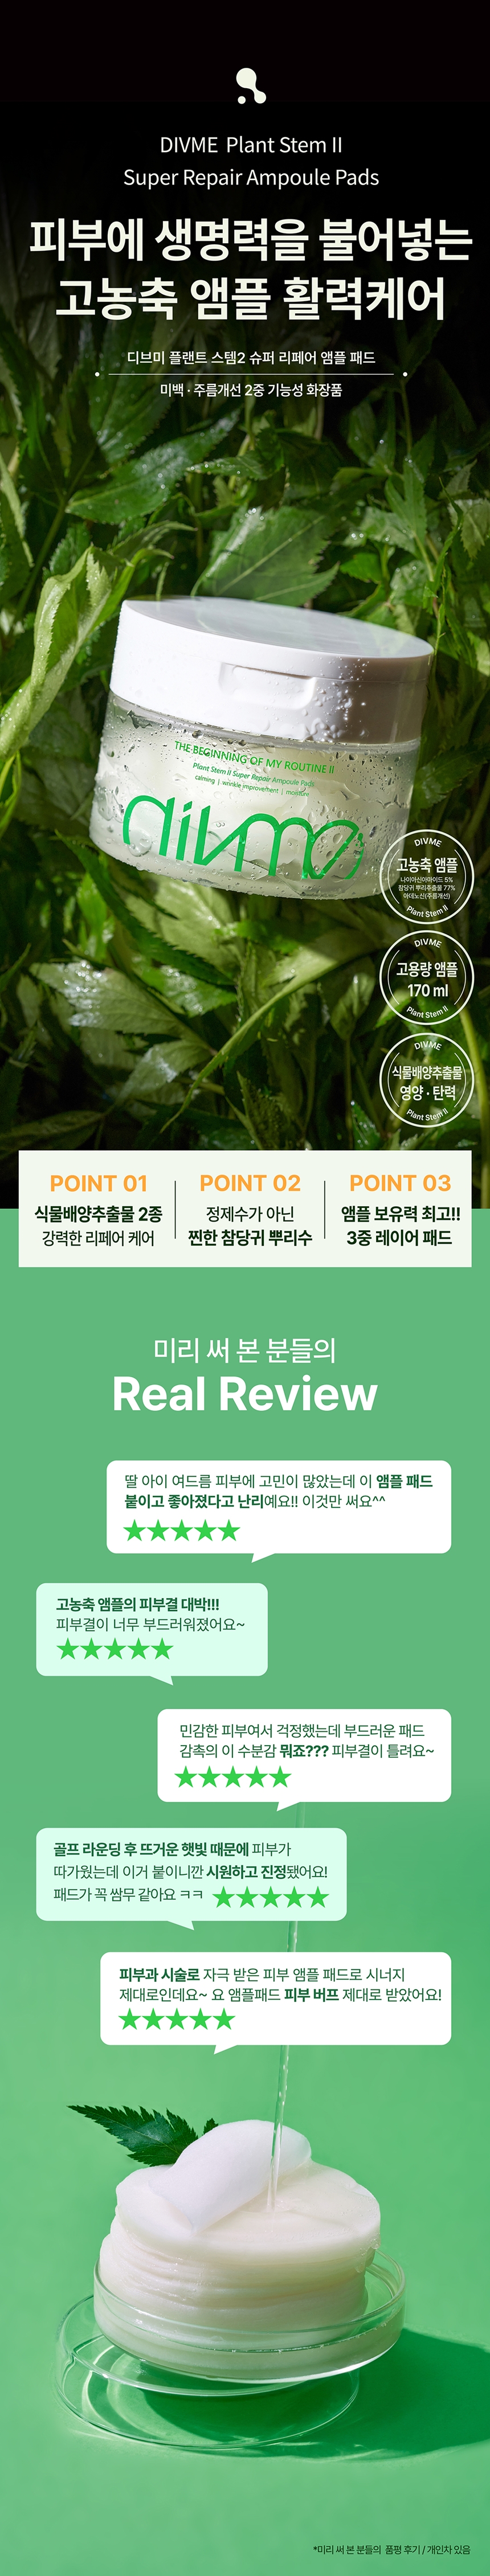 DIVME Plant Stem II
Super Repair Ampoule Pads
피부에 생명력을 불어넣는
고농축 앰플 활력케어
디브미 플랜트 스템2 슈퍼 리페어 앰플 패드
미백 · 주름개선 2중 기능성 화장품
THE BEGINNING OF MY ROUTINE II
Plant Stem II Super Repair Ampoule Pads
calming | wrinkle improvement | moisture
divme
DIVME
고농축 앰플
나이아신아마이드 5%
참당귀 뿌리추출물 77%
아데노신(주름개선)
Plant Stem II
DIVME
고용량 앰플
170 ml
Plant Stem II
DIVME
식물배양추출물
영양 · 탄력
Plant Stem II
POINT 01
식물배양추출물 2종
강력한 리페어 케어
POINT 02
정제수가 아닌
찐한 참당귀 뿌리수
POINT 03
앰플 보유력 최고!!
3중 레이어 패드
미리 써 본 분들의
Real Review
딸 아이 여드름 피부에 고민이 많았는데 이 앰플 패드
붙이고 좋아졌다고 난리예요!! 이것만 써요^^
★★★★★
고농축 앰플의 피부결 대박!!!
피부결이 너무 부드러워졌어요~
★★★★★
민감한 피부여서 걱정했는데 부드러운 패드
감촉의 이 수분감 뭐죠??? 피부결이 틀려요~
★★★★★
골프 라운딩 후 뜨거운 햇빛 때문에 피부가
따가웠는데 이거 붙이니깐 시원하고 진정됐어요!
패드가 꼭 쌈무 같아요 ㅋㅋ ★★★★★
피부과 시술로 자극 받은 피부 앰플 패드로 시너지
제대로인데요~ 요 앰플패드 피부 버프 제대로 받았어요!
★★★★★
*미리 써 본 분들의 품평 후기 / 개인차 있음